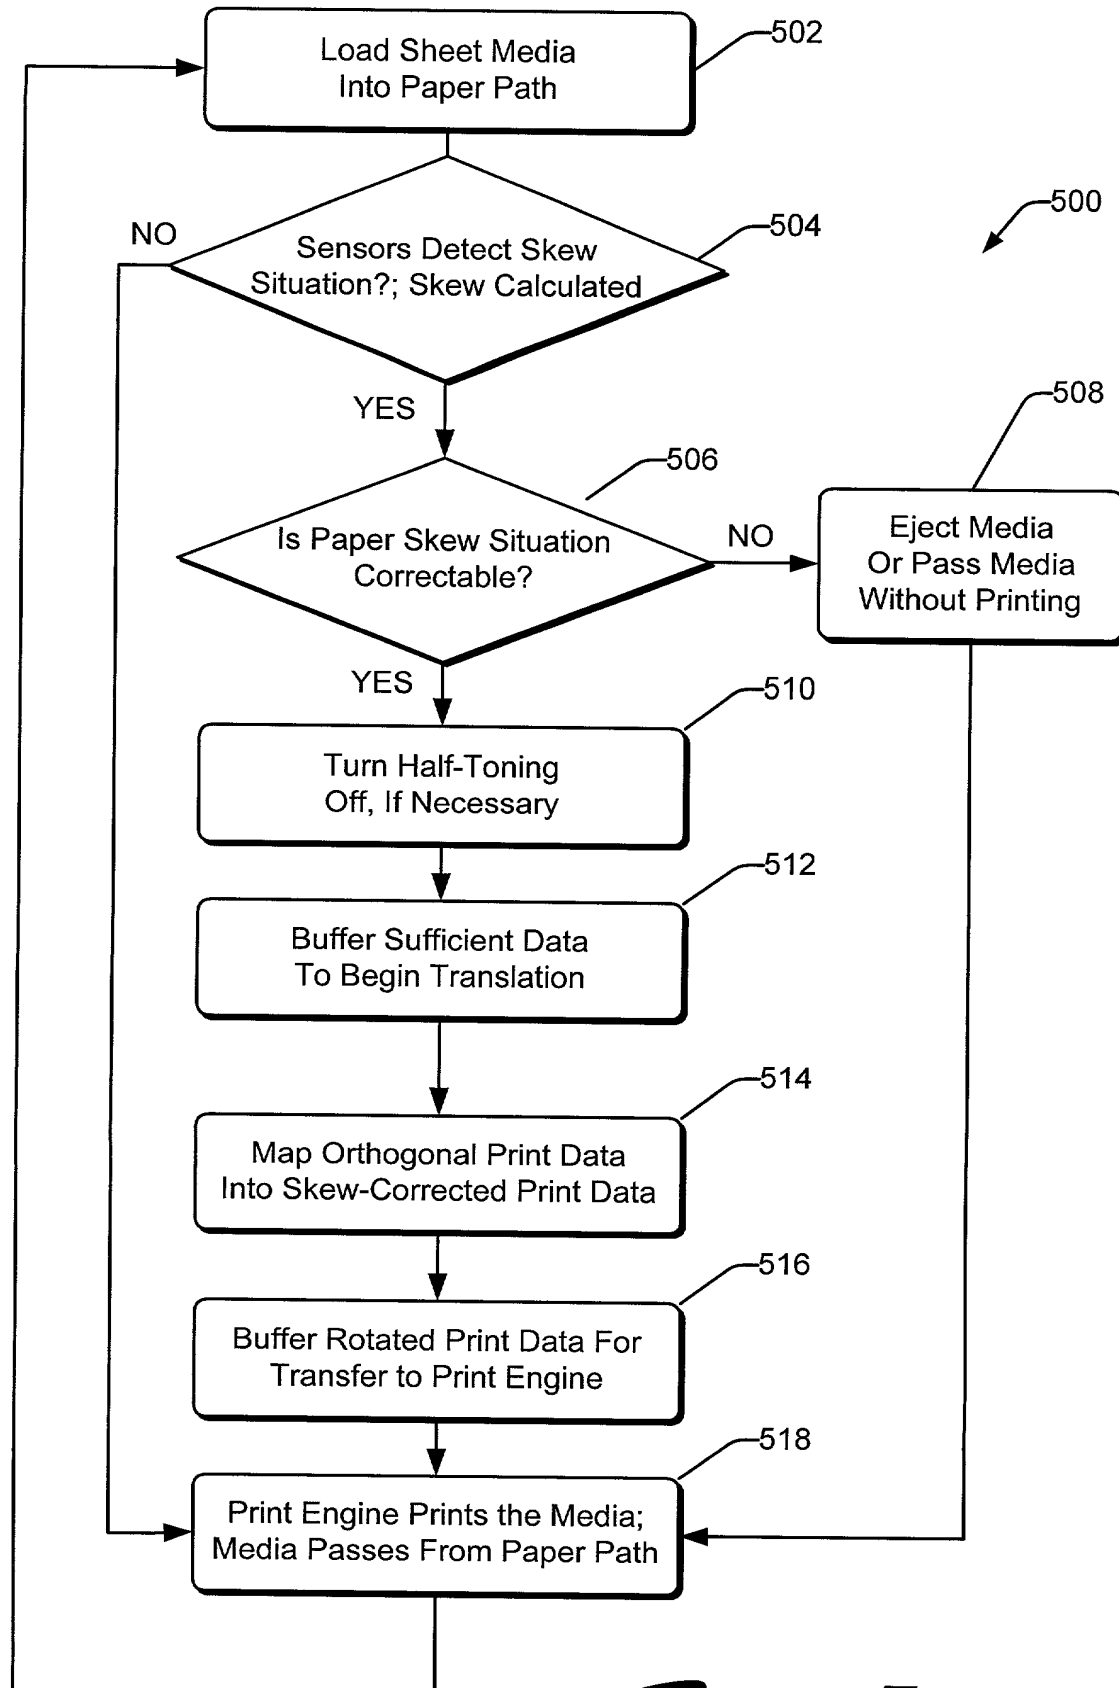 502
Load Sheet Media
Into Paper Path
500
504
NO
Sensors Detect Skew
Situation?; Skew Calculated
YES
508
506
Is Paper Skew Situation
Correctable?
NO
Eject Media
Or Pass Media
Without Printing
YES
510
Turn Half-Toning
Off, If Necessary
512
Buffer Sufficient Data
To Begin Translation
514
Map Orthogonal Print Data
Into Skew-Corrected Print Data
516
Buffer Rotated Print Data For
Transfer to Print Engine
518
Print Engine Prints the Media;
Media Passes From Paper Path